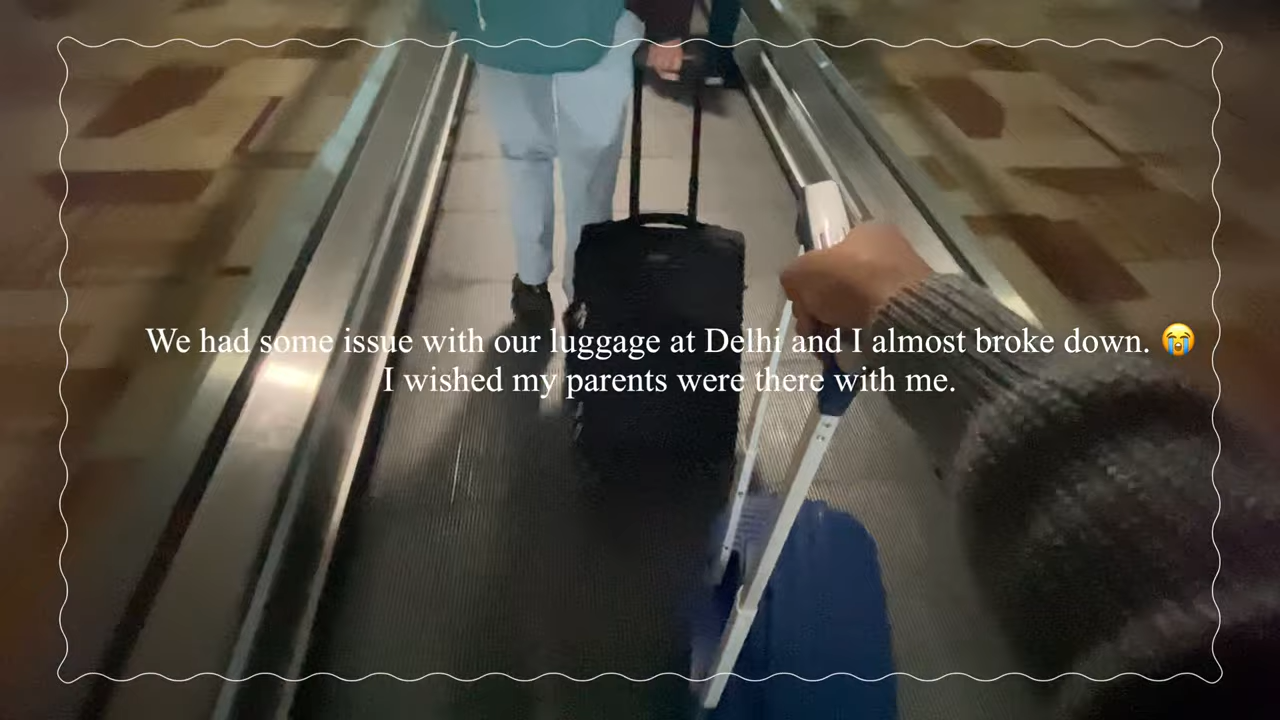 We had some issue with our luggage at Delhi and I almost broke down. 😭
I wished my parents were there with me.